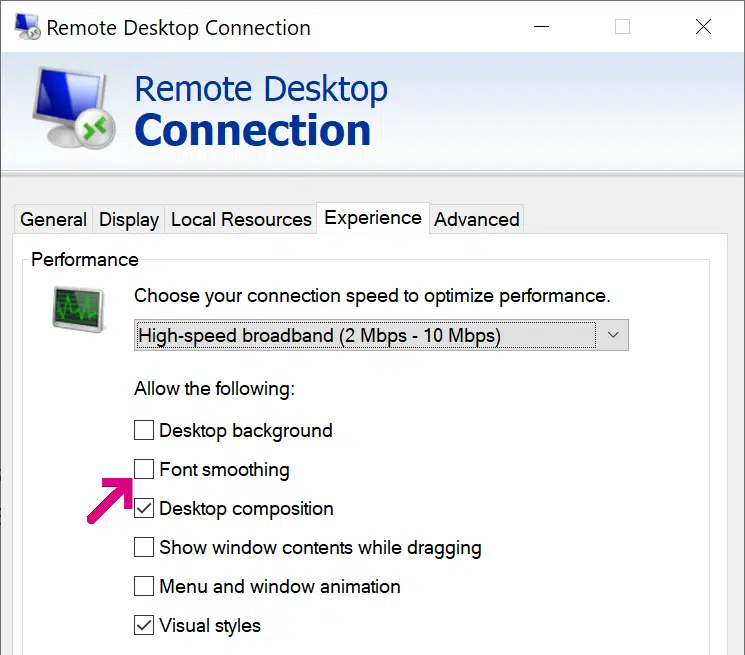 Remote Desktop Connection
Remote Desktop
Connection
General Display Local Resources Experience Advanced
Performance
Choose your connection speed to optimize performance.
High-speed broadband (2 Mbps - 10 Mbps)
Allow the following:
Desktop background
Font smoothing
Desktop composition
Show window contents while dragging
Menu and window animation
Visual styles